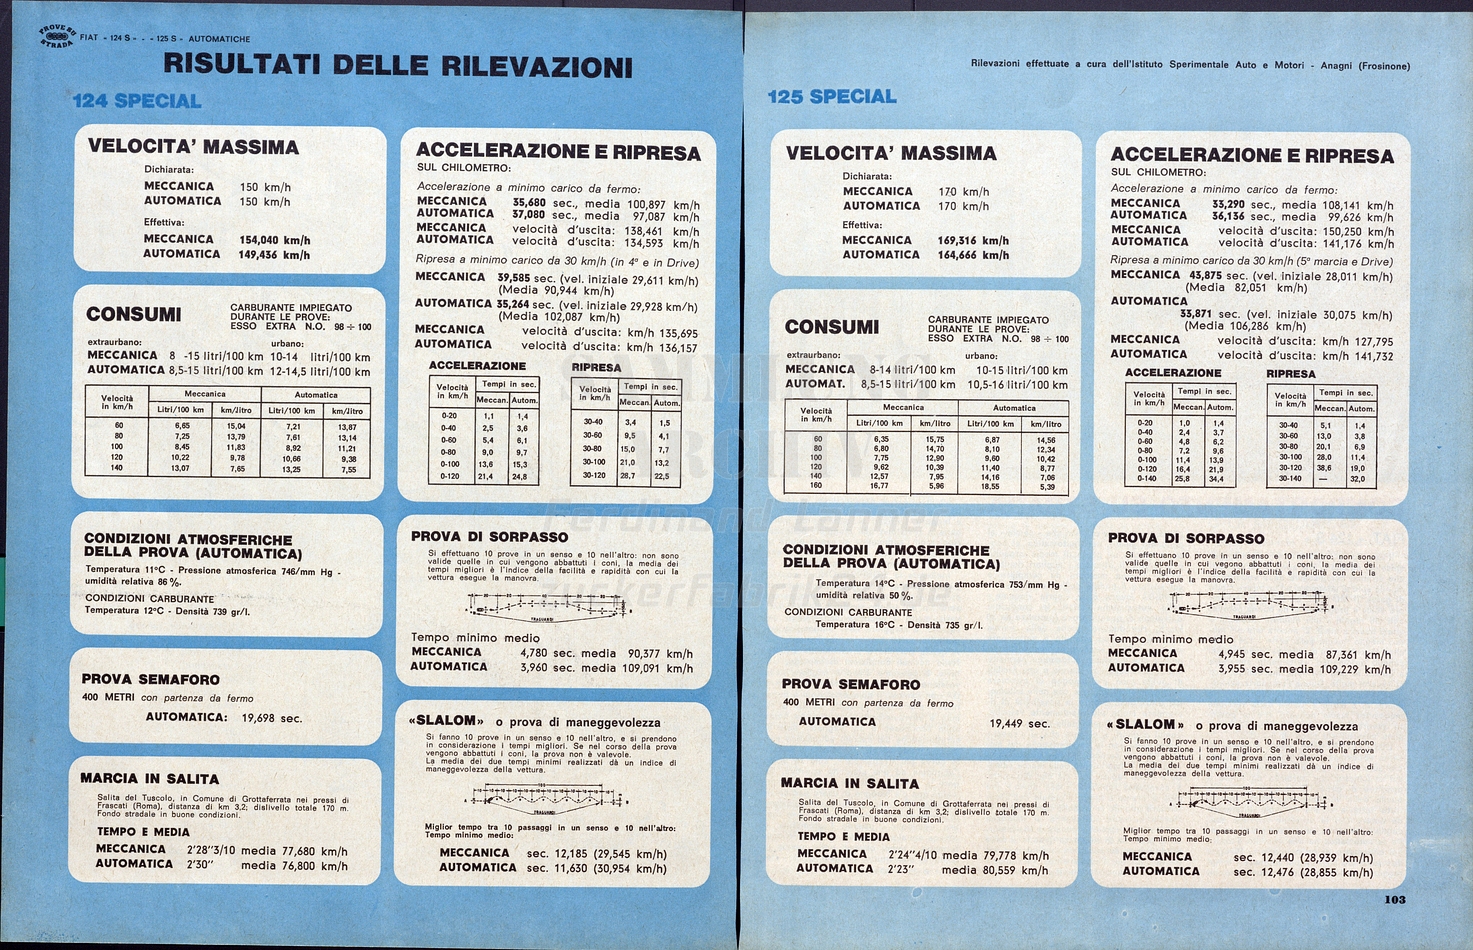 PROVE SU STRADA
FIAT - 124 S - - - 125 S - AUTOMATICHE
RISULTATI DELLE RILEVAZIONI
124 SPECIAL
VELOCITA' MASSIMA
Dichiarata:
MECCANICA 150 km/h
AUTOMATICA 150 km/h
Effettiva:
MECCANICA 154,040 km/h
AUTOMATICA 149,436 km/h
CONSUMI
CARBURANTE IMPIEGATO
DURANTE LE PROVE:
ESSO EXTRA N.O. 98 ÷ 100
extraurbano: urbano:
MECCANICA 8 -15 litri/100 km 10-14 litri/100 km
AUTOMATICA 8,5-15 litri/100 km 12-14,5 litri/100 km
Velocità in km/h Meccanica Automatica
Litri/100 km km/litro Litri/100 km km/litro
60 6,65 15,04 7,21 13,87
80 7,25 13,79 7,61 13,14
100 8,45 11,83 8,92 11,21
120 10,22 9,78 10,66 9,38
140 13,07 7,65 13,25 7,55
CONDIZIONI ATMOSFERICHE
DELLA PROVA (AUTOMATICA)
Temperatura 11°C - Pressione atmosferica 746/mm Hg -
umidità relativa 86 %.
CONDIZIONI CARBURANTE
Temperatura 12°C - Densità 739 gr/l.
PROVA SEMAFORO
400 METRI con partenza da fermo
AUTOMATICA: 19,698 sec.
MARCIA IN SALITA
Salita del Tuscolo, in Comune di Grottaferrata nei pressi di
Frascati (Roma), distanza di km 3,2; dislivello totale 170 m.
Fondo stradale in buone condizioni.
TEMPO E MEDIA
MECCANICA 2'28"3/10 media 77,680 km/h
AUTOMATICA 2'30" media 76,800 km/h
ACCELERAZIONE E RIPRESA
SUL CHILOMETRO:
Accelerazione a minimo carico da fermo:
MECCANICA 35,680 sec., media 100,897 km/h
AUTOMATICA 37,080 sec., media 97,087 km/h
MECCANICA velocità d'uscita: 138,461 km/h
AUTOMATICA velocità d'uscita: 134,593 km/h
Ripresa a minimo carico da 30 km/h (in 4ª e in Drive)
MECCANICA 39,585 sec. (vel. iniziale 29,611 km/h)
(Media 90,944 km/h)
AUTOMATICA 35,264 sec. (vel. iniziale 29,928 km/h)
(Media 102,087 km/h)
MECCANICA velocità d'uscita: km/h 135,695
AUTOMATICA velocità d'uscita: km/h 136,157
ACCELERAZIONE
Velocità in km/h Tempi in sec.
Meccan. Autom.
0-20 1,1 1,4
0-40 2,5 3,6
0-60 5,4 6,1
0-80 9,0 9,7
0-100 13,6 15,3
0-120 21,4 24,8
RIPRESA
Velocità in km/h Tempi in sec.
Meccan. Autom.
30-40 3,4 1,5
30-60 9,5 4,1
30-80 15,0 7,7
30-100 21,0 13,2
30-120 28,7 22,5
PROVA DI SORPASSO
Si effettuano 10 prove in un senso e 10 nell'altro: non sono
valide quelle in cui vengono abbattuti i coni, la media dei
tempi migliori è l'indice della facilità e rapidità con cui la
vettura esegue la manovra.
TRAGUARDI
Tempo minimo medio
MECCANICA 4,780 sec. media 90,377 km/h
AUTOMATICA 3,960 sec. media 109,091 km/h
«SLALOM» o prova di maneggevolezza
Si fanno 10 prove in un senso e 10 nell'altro, e si prendono
in considerazione i tempi migliori. Se nel corso della prova
vengono abbattuti i coni, la prova non è valevole.
La media dei due tempi minimi realizzati dà un indice di
maneggevolezza della vettura.
TRAGUARDI
Miglior tempo tra 10 passaggi in un senso e 10 nell'altro:
Tempo minimo medio:
MECCANICA sec. 12,185 (29,545 km/h)
AUTOMATICA sec. 11,630 (30,954 km/h)
Rilevazioni effettuate a cura dell'Istituto Sperimentale Auto e Motori - Anagni (Frosinone)
125 SPECIAL
VELOCITA' MASSIMA
Dichiarata:
MECCANICA 170 km/h
AUTOMATICA 170 km/h
Effettiva:
MECCANICA 169,316 km/h
AUTOMATICA 164,666 km/h
CONSUMI
CARBURANTE IMPIEGATO
DURANTE LE PROVE:
ESSO EXTRA N.O. 98 ÷ 100
extraurbano: urbano:
MECCANICA 8-14 litri/100 km 10-15 litri/100 km
AUTOMAT. 8,5-15 litri/100 km 10,5-16 litri/100 km
Velocità in km/h Meccanica Automatica
Litri/100 km km/litro Litri/100 km km/litro
60 6,35 15,75 6,87 14,56
80 6,80 14,70 8,10 12,34
100 7,75 12,90 9,60 10,42
120 9,62 10,39 11,40 8,77
140 12,57 7,95 14,16 7,06
160 16,77 5,96 18,55 5,39
CONDIZIONI ATMOSFERICHE
DELLA PROVA (AUTOMATICA)
Temperatura 14°C - Pressione atmosferica 753/mm Hg -
umidità relativa 50 %.
CONDIZIONI CARBURANTE
Temperatura 16°C - Densità 735 gr/l.
PROVA SEMAFORO
400 METRI con partenza da fermo
AUTOMATICA 19,449 sec.
MARCIA IN SALITA
Salita del Tuscolo, in Comune di Grottaferrata nei pressi di
Frascati (Roma), distanza di km 3,2; dislivello totale 170 m.
Fondo stradale in buone condizioni.
TEMPO E MEDIA
MECCANICA 2'24"4/10 media 79,778 km/h
AUTOMATICA 2'23" media 80,559 km/h
ACCELERAZIONE E RIPRESA
SUL CHILOMETRO:
Accelerazione a minimo carico da fermo:
MECCANICA 33,290 sec., media 108,141 km/h
AUTOMATICA 36,136 sec., media 99,626 km/h
MECCANICA velocità d'uscita: 150,250 km/h
AUTOMATICA velocità d'uscita: 141,176 km/h
Ripresa a minimo carico da 30 km/h (5ª marcia e Drive)
MECCANICA 43,875 sec. (vel. iniziale 28,011 km/h)
(Media 82,051 km/h)
AUTOMATICA
33,871 sec. (vel. iniziale 30,075 km/h)
(Media 106,286 km/h)
MECCANICA velocità d'uscita: km/h 127,795
AUTOMATICA velocità d'uscita: km/h 141,732
ACCELERAZIONE
Velocità in km/h Tempi in sec.
Meccan. Autom.
0-20 1,0 1,4
0-40 2,4 3,7
0-60 4,8 6,2
0-80 7,2 9,6
0-100 11,4 13,9
0-120 16,4 21,9
0-140 25,8 34,4
RIPRESA
Velocità in km/h Tempi in sec.
Meccan. Autom.
30-40 5,1 1,4
30-60 13,0 3,8
30-80 20,1 6,9
30-100 28,0 11,4
30-120 38,6 19,0
30-140 — 32,0
PROVA DI SORPASSO
Si effettuano 10 prove in un senso e 10 nell'altro: non sono
valide quelle in cui vengono abbattuti i coni, la media dei
tempi migliori è l'indice della facilità e rapidità con cui la
vettura esegue la manovra.
TRAGUARDI
Tempo minimo medio
MECCANICA 4,945 sec. media 87,361 km/h
AUTOMATICA 3,955 sec. media 109,229 km/h
«SLALOM» o prova di maneggevolezza
Si fanno 10 prove in un senso e 10 nell'altro, e si prendono
in considerazione i tempi migliori. Se nel corso della prova
vengono abbattuti i coni, la prova non è valevole.
La media dei due tempi minimi realizzati dà un indice di
maneggevolezza della vettura.
TRAGUARDI
Miglior tempo tra 10 passaggi in un senso e 10 nell'altro:
Tempo minimo medio:
MECCANICA sec. 12,440 (28,939 km/h)
AUTOMATICA sec. 12,476 (28,855 km/h)
103